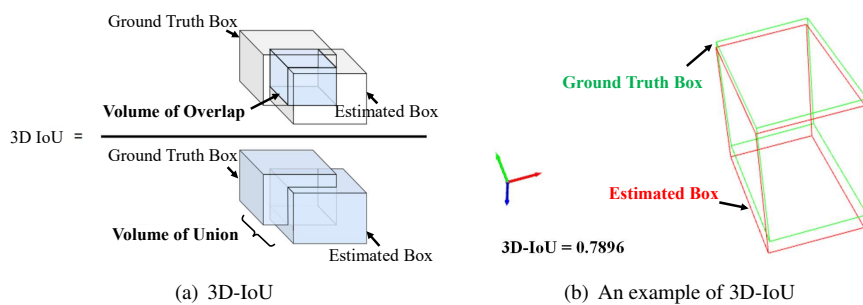 Ground Truth Box
Volume of Overlap
Estimated Box
3D IoU =
Ground Truth Box
Volume of Union
Estimated Box
(a) 3D-IoU
Ground Truth Box
Estimated Box
3D-IoU = 0.7896
(b) An example of 3D-IoU